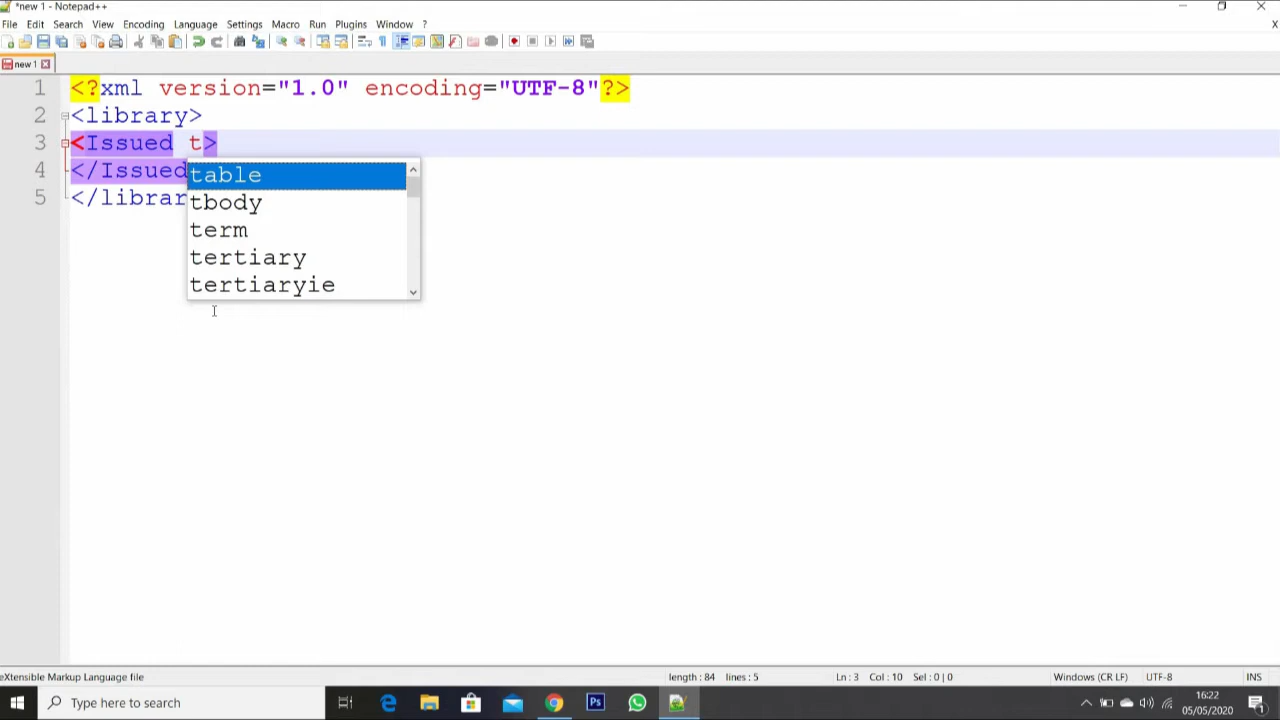 *new 1 - Notepad++
File Edit Search View Encoding Language Settings Macro Run Plugins Window ?
X
new 1
1 <?xml version="1.0" encoding="UTF-8"?>
2 <library>
3 <Issued t>
4 </Issued
table
5 </librar
tbody
term
tertiary
tertiaryie
eXtensible Markup Language file
length : 84 lines : 5
Ln : 3 Col : 10 Sel : 0 | 0
Windows (CR LF)
UTF-8
INS
Type here to search
Ps
16:22
05/05/2020
1